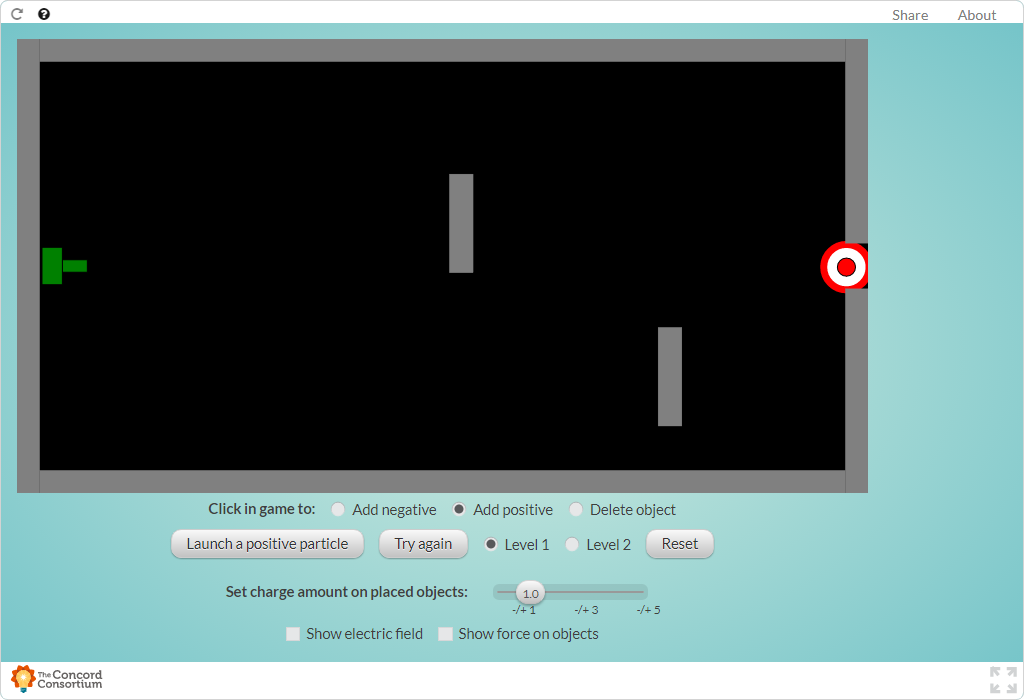 Share About
Click in game to: Add negative Add positive Delete object
Launch a positive particle Try again Level 1 Level 2 Reset
Set charge amount on placed objects: 1.0
-/+ 1 -/+ 3 -/+ 5
Show electric field Show force on objects
The Concord
Consortium